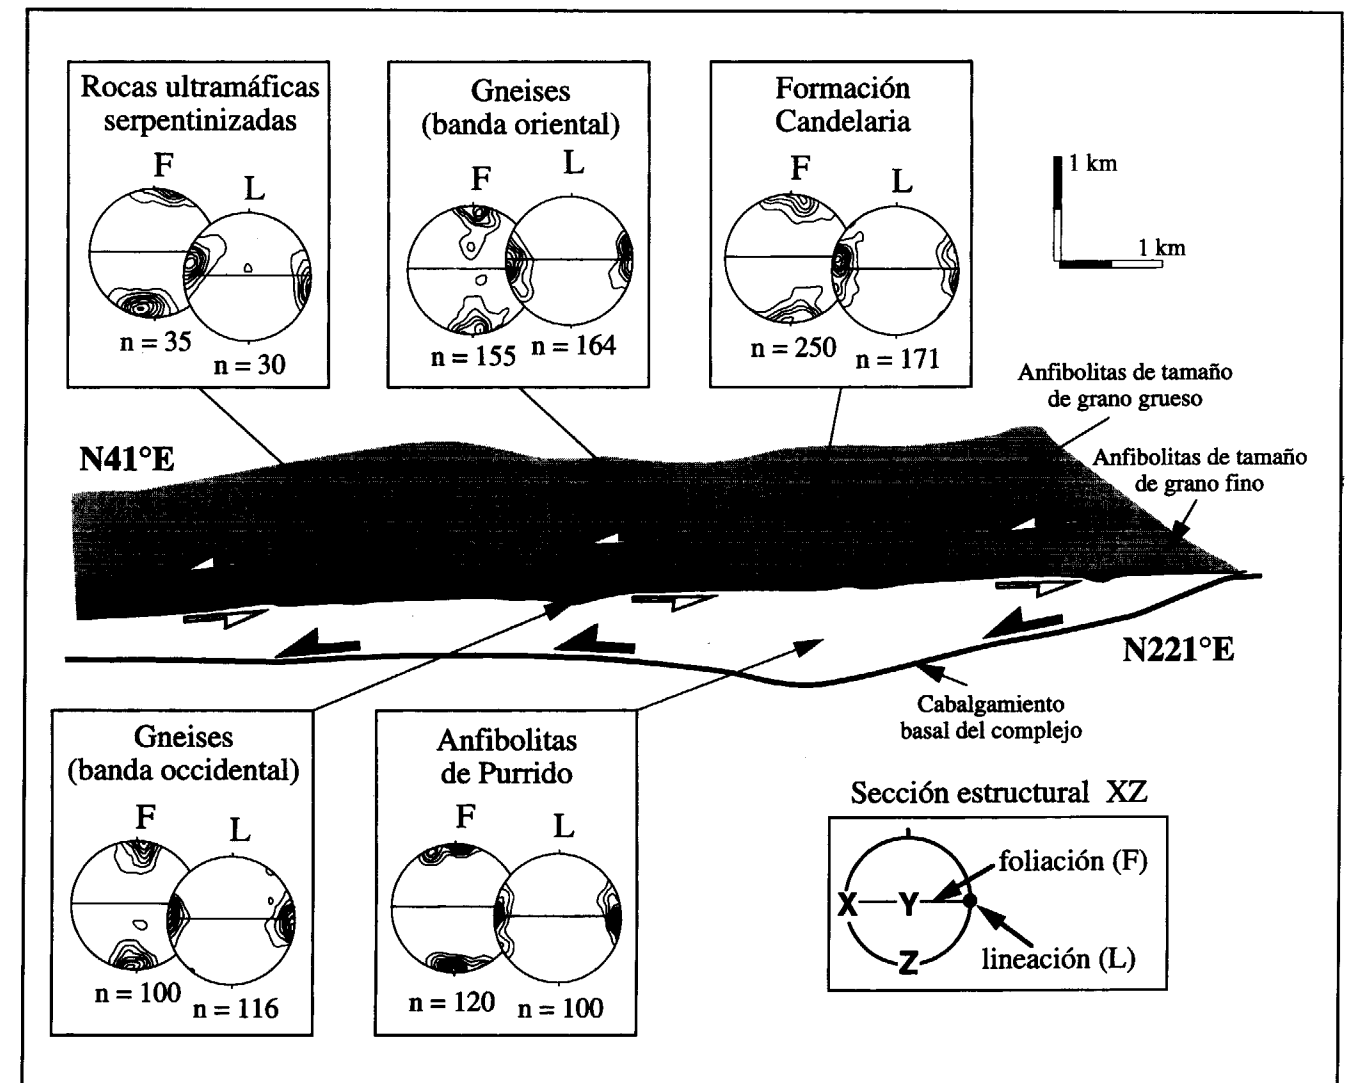 Rocas ultramáficas
serpentinizadas
F
L
n = 35
n = 30
Gneises
(banda oriental)
F
L
n = 155
n = 164
Formación
Candelaria
F
L
n = 250
n = 171
1 km
1 km
Anfibolitas de tamaño
de grano grueso
Anfibolitas de tamaño
de grano fino
N41°E
N221°E
Cabalgamiento
basal del complejo
Gneises
(banda occidental)
F
L
n = 100
n = 116
Anfibolitas
de Purrido
F
L
n = 120
n = 100
Sección estructural XZ
foliación (F)
X
Y
Z
lineación (L)